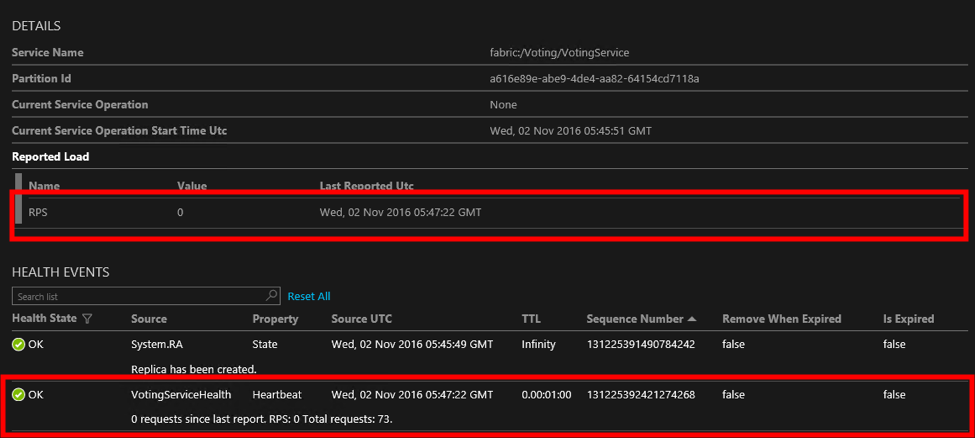 DETAILS
Service Name fabric:/Voting/VotingService
Partition Id a616e89e-abe9-4de4-aa82-64154cd7118a
Current Service Operation None
Current Service Operation Start Time Utc Wed, 02 Nov 2016 05:45:51 GMT
Reported Load
Name Value Last Reported Utc
RPS 0 Wed, 02 Nov 2016 05:47:22 GMT
HEALTH EVENTS
Search list Reset All
Health State Source Property Source UTC TTL Sequence Number Remove When Expired Is Expired
OK System.RA State Wed, 02 Nov 2016 05:45:49 GMT Infinity 131225391490784242 false false
Replica has been created.
OK VotingServiceHealth Heartbeat Wed, 02 Nov 2016 05:47:22 GMT 0.00:01:00 131225392421274268 false false
0 requests since last report. RPS: 0 Total requests: 73.